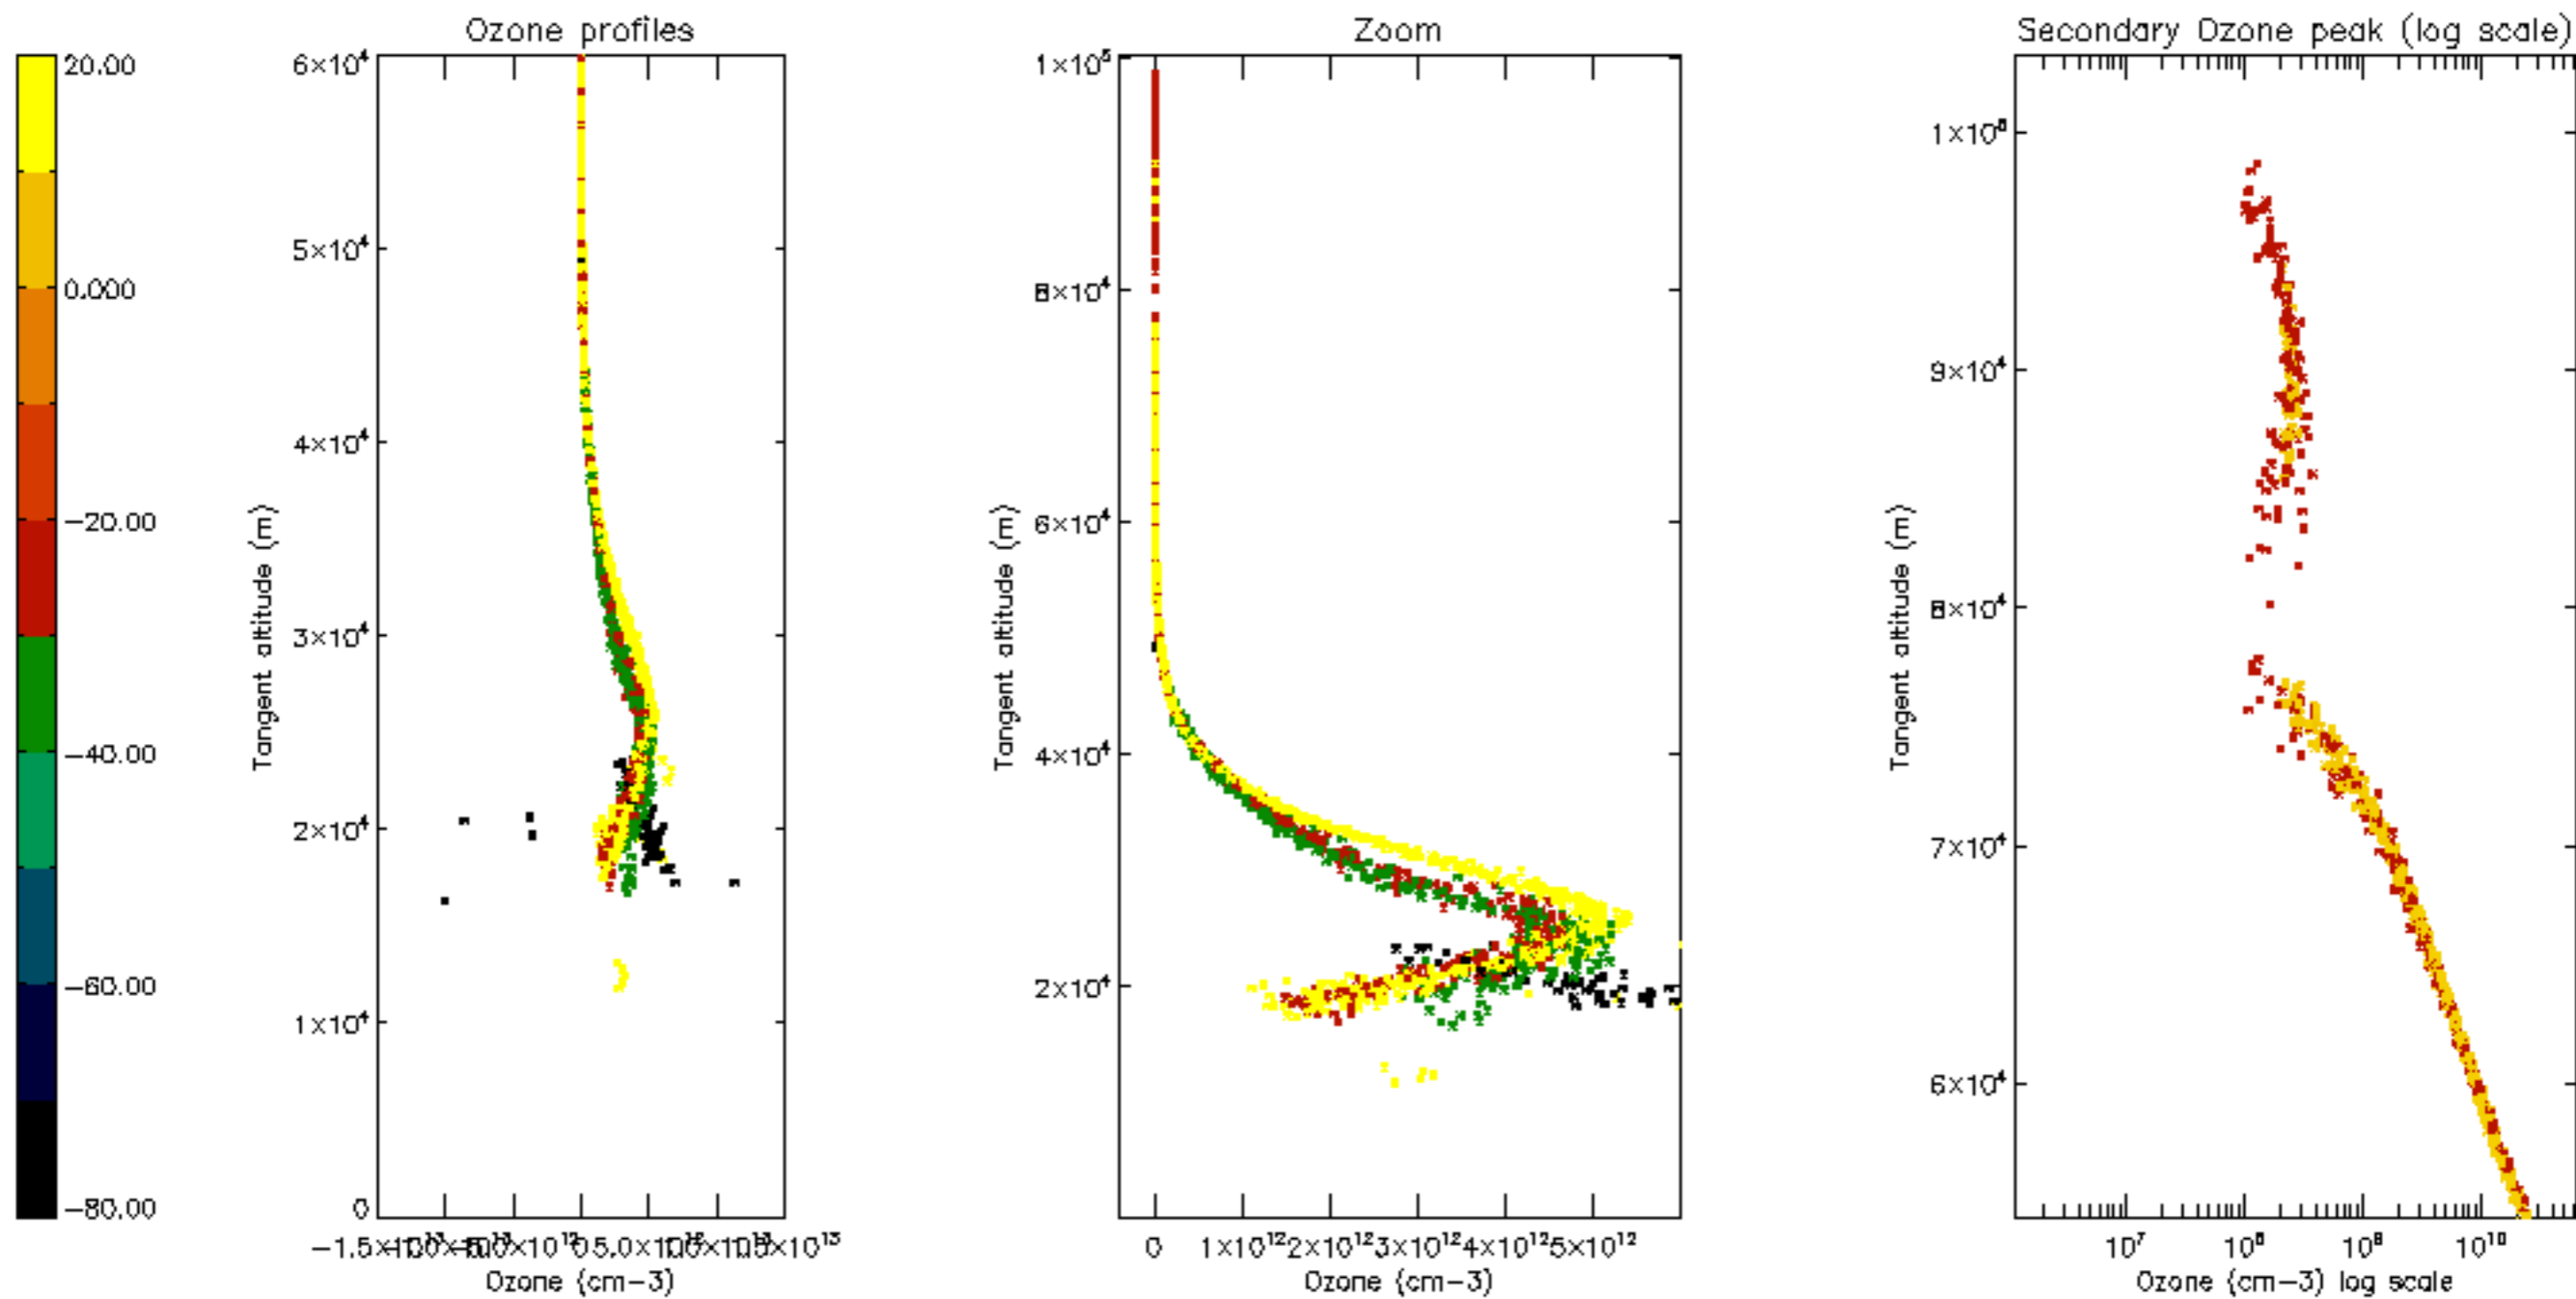 Ozone profiles
Zoom
Secondary Ozone peak (log scale)
20.00
0.000
−20.00
−40.00
−60.00
−80.00
6×10⁴
5×10⁴
4×10⁴
3×10⁴
2×10⁴
1×10⁴
0
Tangent altitude (m)
5.0×10¹²
Ozone (cm−3)
1×10⁵
8×10⁴
6×10⁴
4×10⁴
2×10⁴
Tangent altitude (m)
0 1×10¹² 2×10¹² 3×10¹² 4×10¹² 5×10¹²
Ozone (cm−3)
9×10⁴
8×10⁴
7×10⁴
6×10⁴
Tangent altitude (m)
10⁷ 10⁸ 10⁹ 10¹⁰
Ozone (cm−3) log scale